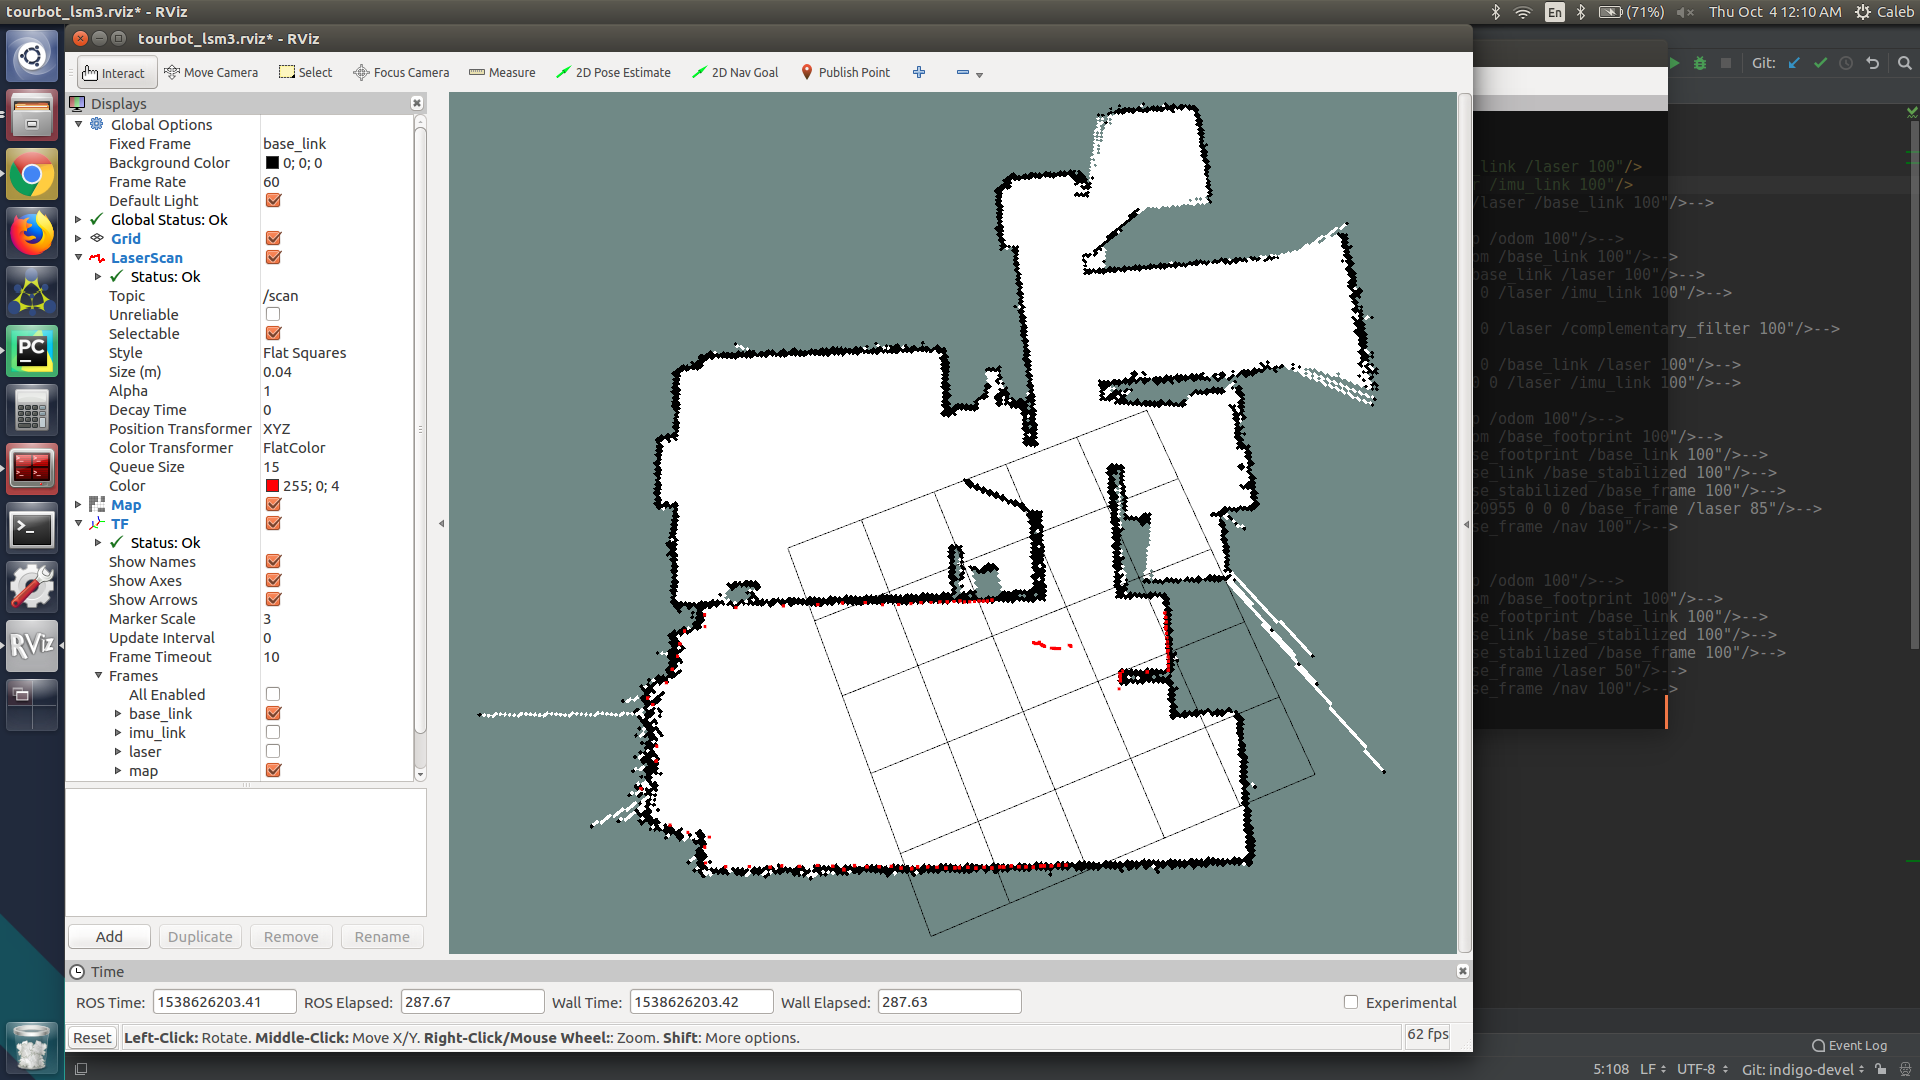 tourbot_lsm3.rviz* - RViz
En (71%) Thu Oct 4 12:10 AM Caleb
tourbot_lsm3.rviz* - RViz
Interact Move Camera Select Focus Camera Measure 2D Pose Estimate 2D Nav Goal Publish Point
Git:
Displays
Global Options
Fixed Frame base_link
Background Color 0; 0; 0
Frame Rate 60
Default Light
Global Status: Ok
Grid
LaserScan
Status: Ok
Topic /scan
Unreliable
Selectable
Style Flat Squares
Size (m) 0.04
Alpha 1
Decay Time 0
Position Transformer XYZ
Color Transformer FlatColor
Queue Size 15
Color 255; 0; 4
Map
TF
Status: Ok
Show Names
Show Axes
Show Arrows
Marker Scale 3
Update Interval 0
Frame Timeout 10
Frames
All Enabled
base_link
imu_link
laser
map
Add Duplicate Remove Rename
_link /laser 100"/>
r /imu_link 100"/>
/laser /base_link 100"/>-->
p /odom 100"/>-->
om /base_link 100"/>-->
base_link /laser 100"/>-->
0 /laser /imu_link 100"/>-->
0 /laser /complementary_filter 100"/>-->
0 /base_link /laser 100"/>-->
0 0 /laser /imu_link 100"/>-->
p /odom 100"/>-->
om /base_footprint 100"/>-->
se_footprint /base_link 100"/>-->
se_link /base_stabilized 100"/>-->
se_stabilized /base_frame 100"/>-->
20955 0 0 0 /base_frame /laser 85"/>-->
se_frame /nav 100"/>-->
p /odom 100"/>-->
om /base_footprint 100"/>-->
se_footprint /base_link 100"/>-->
se_link /base_stabilized 100"/>-->
se_stabilized /base_frame 100"/>-->
se_frame /laser 50"/>-->
se_frame /nav 100"/>-->
Time
ROS Time: 1538626203.41 ROS Elapsed: 287.67 Wall Time: 1538626203.42 Wall Elapsed: 287.63 Experimental
Reset Left-Click: Rotate. Middle-Click: Move X/Y. Right-Click/Mouse Wheel:: Zoom. Shift: More options. 62 fps
Event Log
5:108 LF UTF-8 Git: indigo-devel
PC
RViz